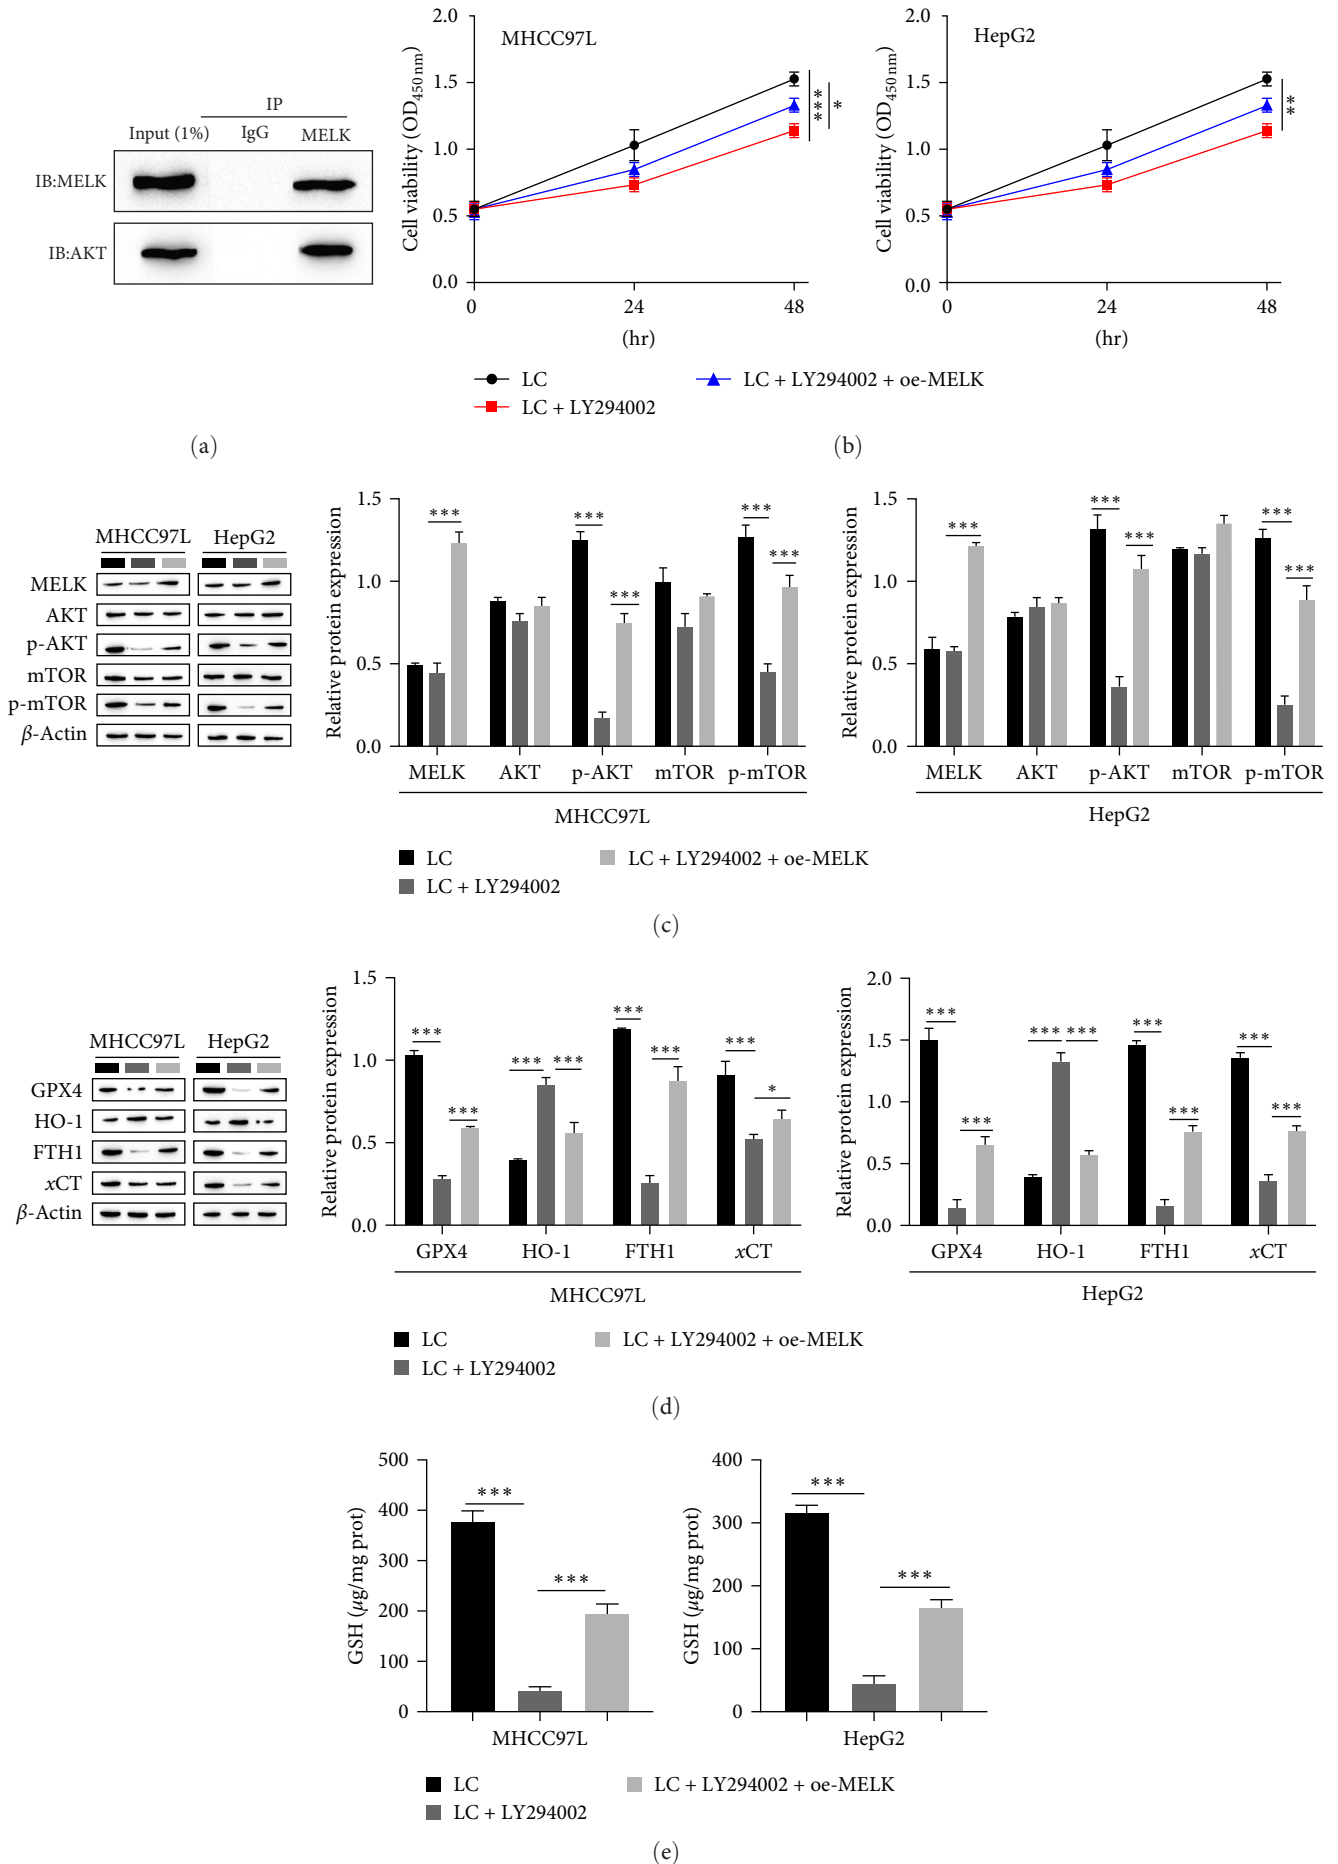 IP
Input (1%) IgG MELK
IB:MELK
IB:AKT
(a)
MHCC97L
Cell viability (OD450 nm)
2.0
1.5
1.0
0.5
0.0
0 24 48
(hr)
*** *
HepG2
Cell viability (OD450 nm)
2.0
1.5
1.0
0.5
0.0
0 24 48
(hr)
**
LC LC + LY294002 + oe-MELK
LC + LY294002
(b)
MHCC97L HepG2
MELK
AKT
p-AKT
mTOR
p-mTOR
β-Actin
Relative protein expression
1.5
1.0
0.5
0.0
*** *** *** *** ***
MELK AKT p-AKT mTOR p-mTOR
MHCC97L
Relative protein expression
1.5
1.0
0.5
0.0
*** *** *** *** ***
MELK AKT p-AKT mTOR p-mTOR
HepG2
LC LC + LY294002 + oe-MELK
LC + LY294002
(c)
MHCC97L HepG2
GPX4
HO-1
FTH1
xCT
β-Actin
Relative protein expression
1.5
1.0
0.5
0.0
*** *** *** *** *** *** *** *
GPX4 HO-1 FTH1 xCT
MHCC97L
Relative protein expression
2.0
1.5
1.0
0.5
0.0
*** *** *** *** *** *** *** ***
GPX4 HO-1 FTH1 xCT
HepG2
LC LC + LY294002 + oe-MELK
LC + LY294002
(d)
GSH (μg/mg prot)
500
400
300
200
100
0
*** ***
MHCC97L
GSH (μg/mg prot)
400
300
200
100
0
*** ***
HepG2
LC LC + LY294002 + oe-MELK
LC + LY294002
(e)